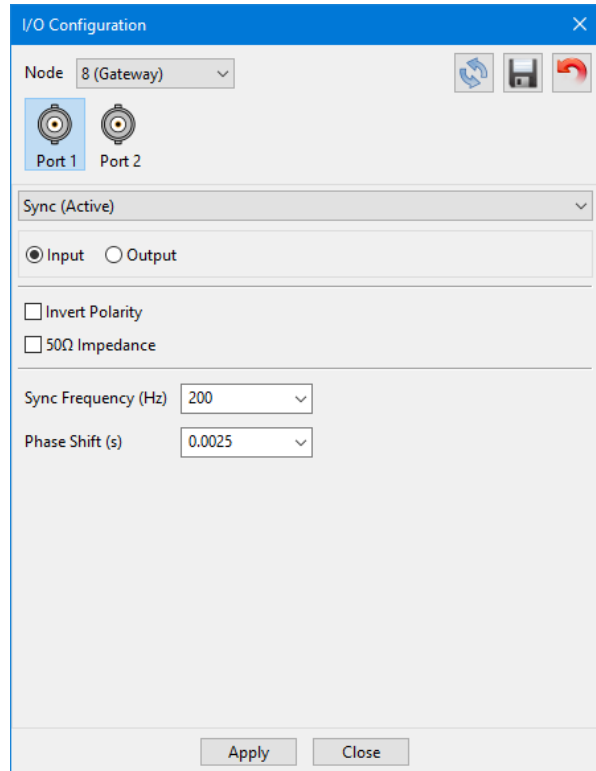 I/O Configuration
Node 8 (Gateway)
Port 1 Port 2
Sync (Active)
Input Output
Invert Polarity
50Ω Impedance
Sync Frequency (Hz) 200
Phase Shift (s) 0.0025
Apply Close